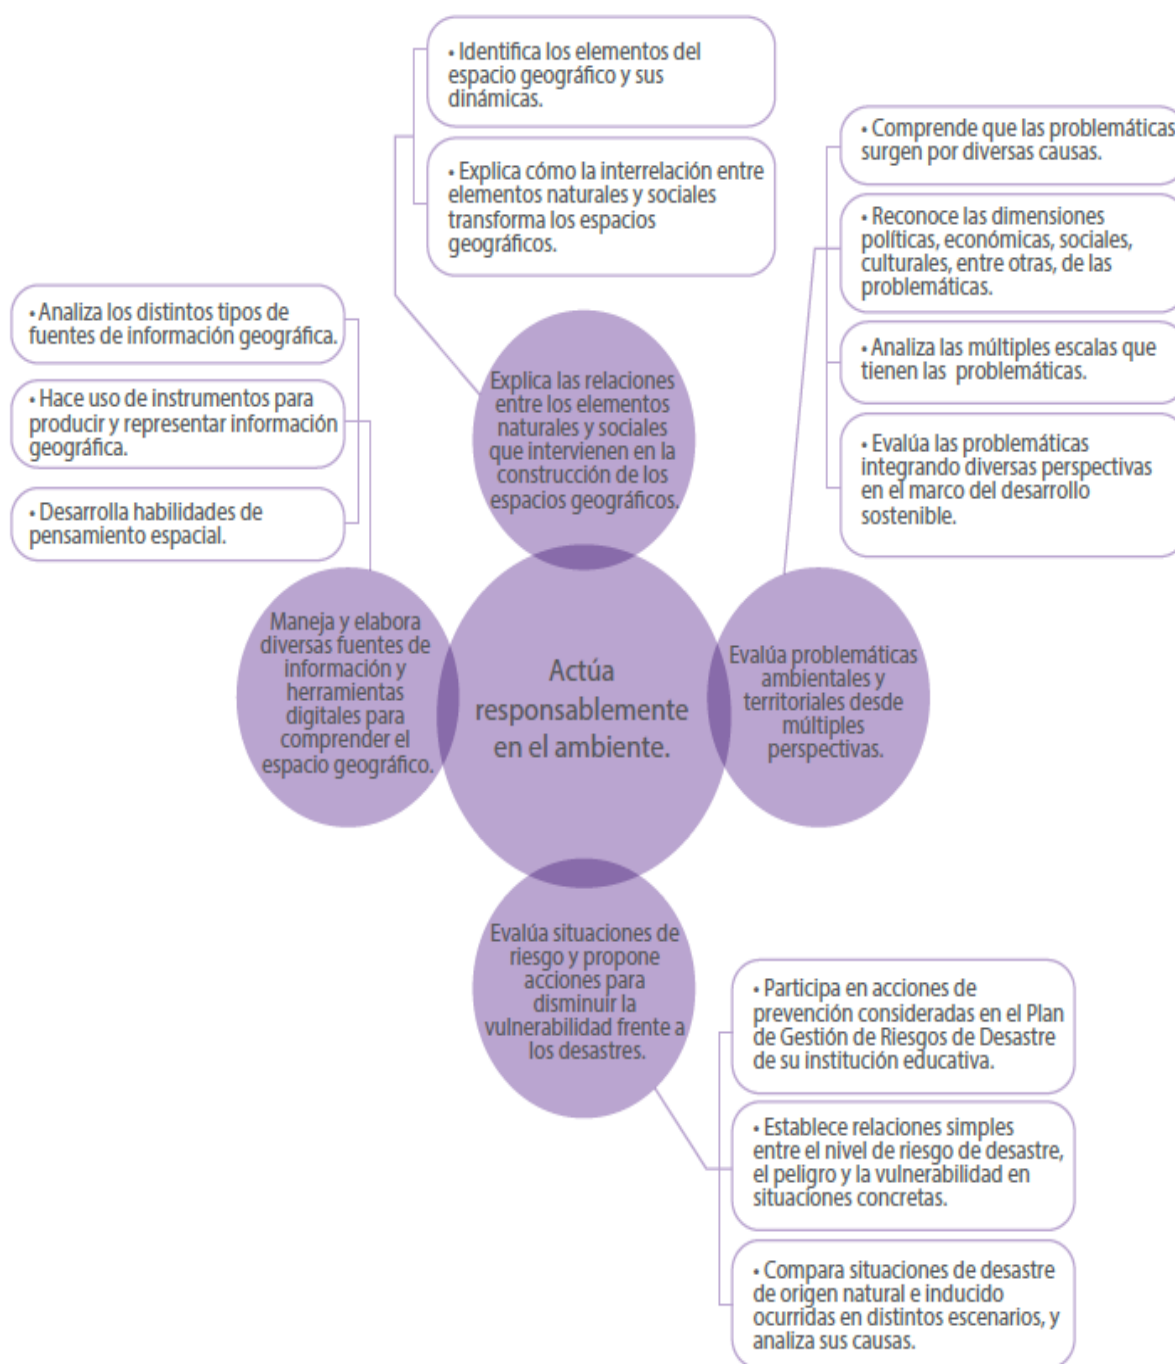 • Identifica los elementos del
espacio geográfico y sus
dinámicas.
• Explica cómo la interrelación entre
elementos naturales y sociales
transforma los espacios
geográficos.
• Comprende que las problemáticas
surgen por diversas causas.
• Reconoce las dimensiones
políticas, económicas, sociales,
culturales, entre otras, de las
problemáticas.
• Analiza las múltiples escalas que
tienen las problemáticas.
• Evalúa las problemáticas
integrando diversas perspectivas
en el marco del desarrollo
sostenible.
• Analiza los distintos tipos de
fuentes de información geográfica.
• Hace uso de instrumentos para
producir y representar información
geográfica.
• Desarrolla habilidades de
pensamiento espacial.
Explica las relaciones
entre los elementos
naturales y sociales
que intervienen en la
construcción de los
espacios geográficos.
Maneja y elabora
diversas fuentes de
información y
herramientas
digitales para
comprender el
espacio geográfico.
Actúa
responsablemente
en el ambiente.
Evalúa problemáticas
ambientales y
territoriales desde
múltiples
perspectivas.
Evalúa situaciones de
riesgo y propone
acciones para
disminuir la
vulnerabilidad frente a
los desastres.
• Participa en acciones de
prevención consideradas en el Plan
de Gestión de Riesgos de Desastre
de su institución educativa.
• Establece relaciones simples
entre el nivel de riesgo de desastre,
el peligro y la vulnerabilidad en
situaciones concretas.
• Compara situaciones de desastre
de origen natural e inducido
ocurridas en distintos escenarios, y
analiza sus causas.